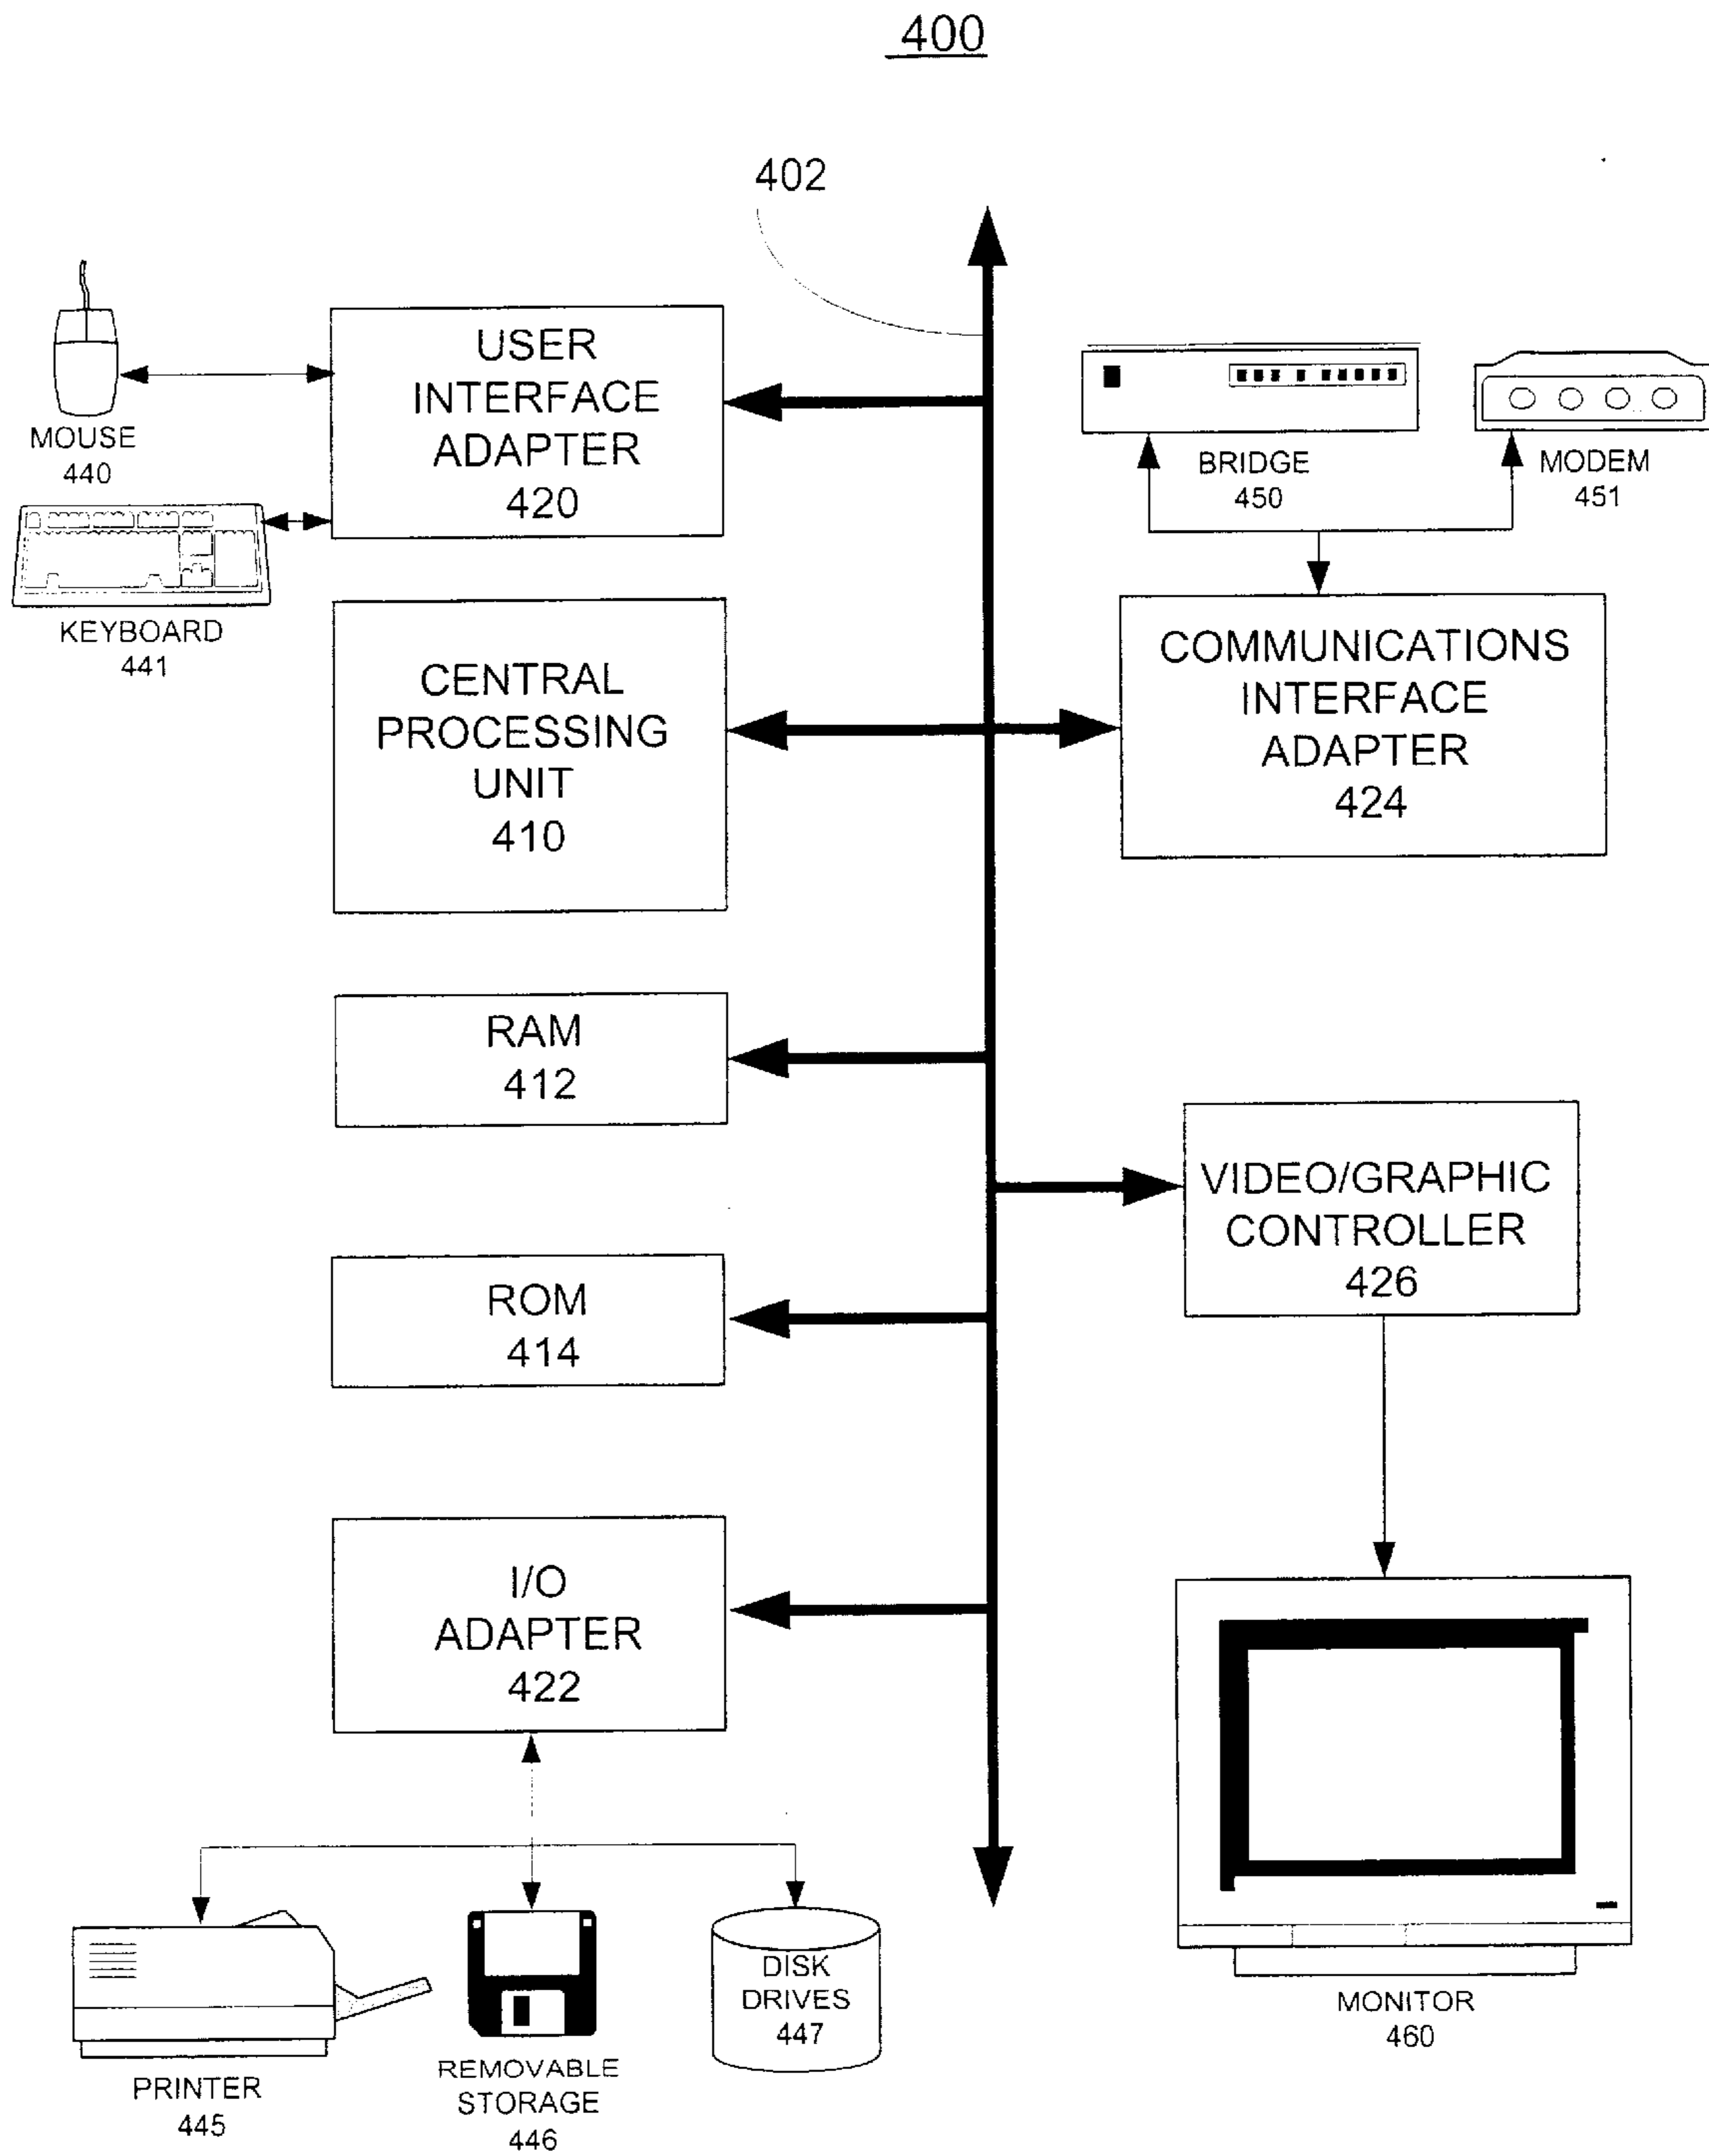 400
402
MOUSE
440
USER
INTERFACE
ADAPTER
420
KEYBOARD
441
BRIDGE
450
MODEM
451
CENTRAL
PROCESSING
UNIT
410
COMMUNICATIONS
INTERFACE
ADAPTER
424
RAM
412
VIDEO/GRAPHIC
CONTROLLER
426
ROM
414
I/O
ADAPTER
422
PRINTER
445
REMOVABLE
STORAGE
446
DISK
DRIVES
447
MONITOR
460